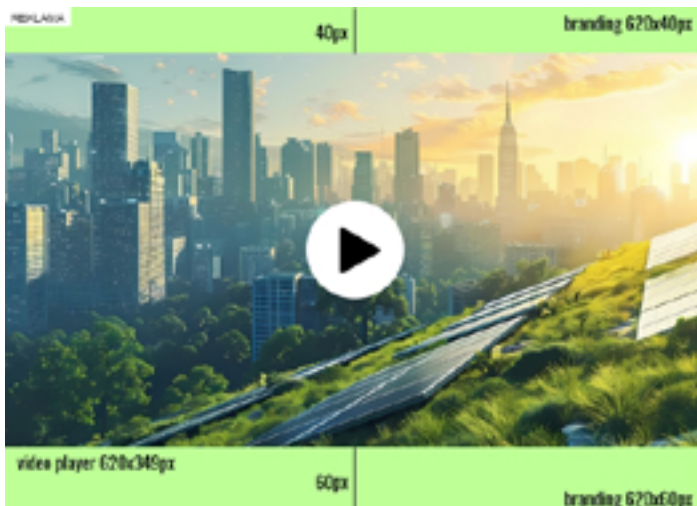 REKLAMA
branding 620x40px
40px
video player 620x349px
60px
branding 620x60px